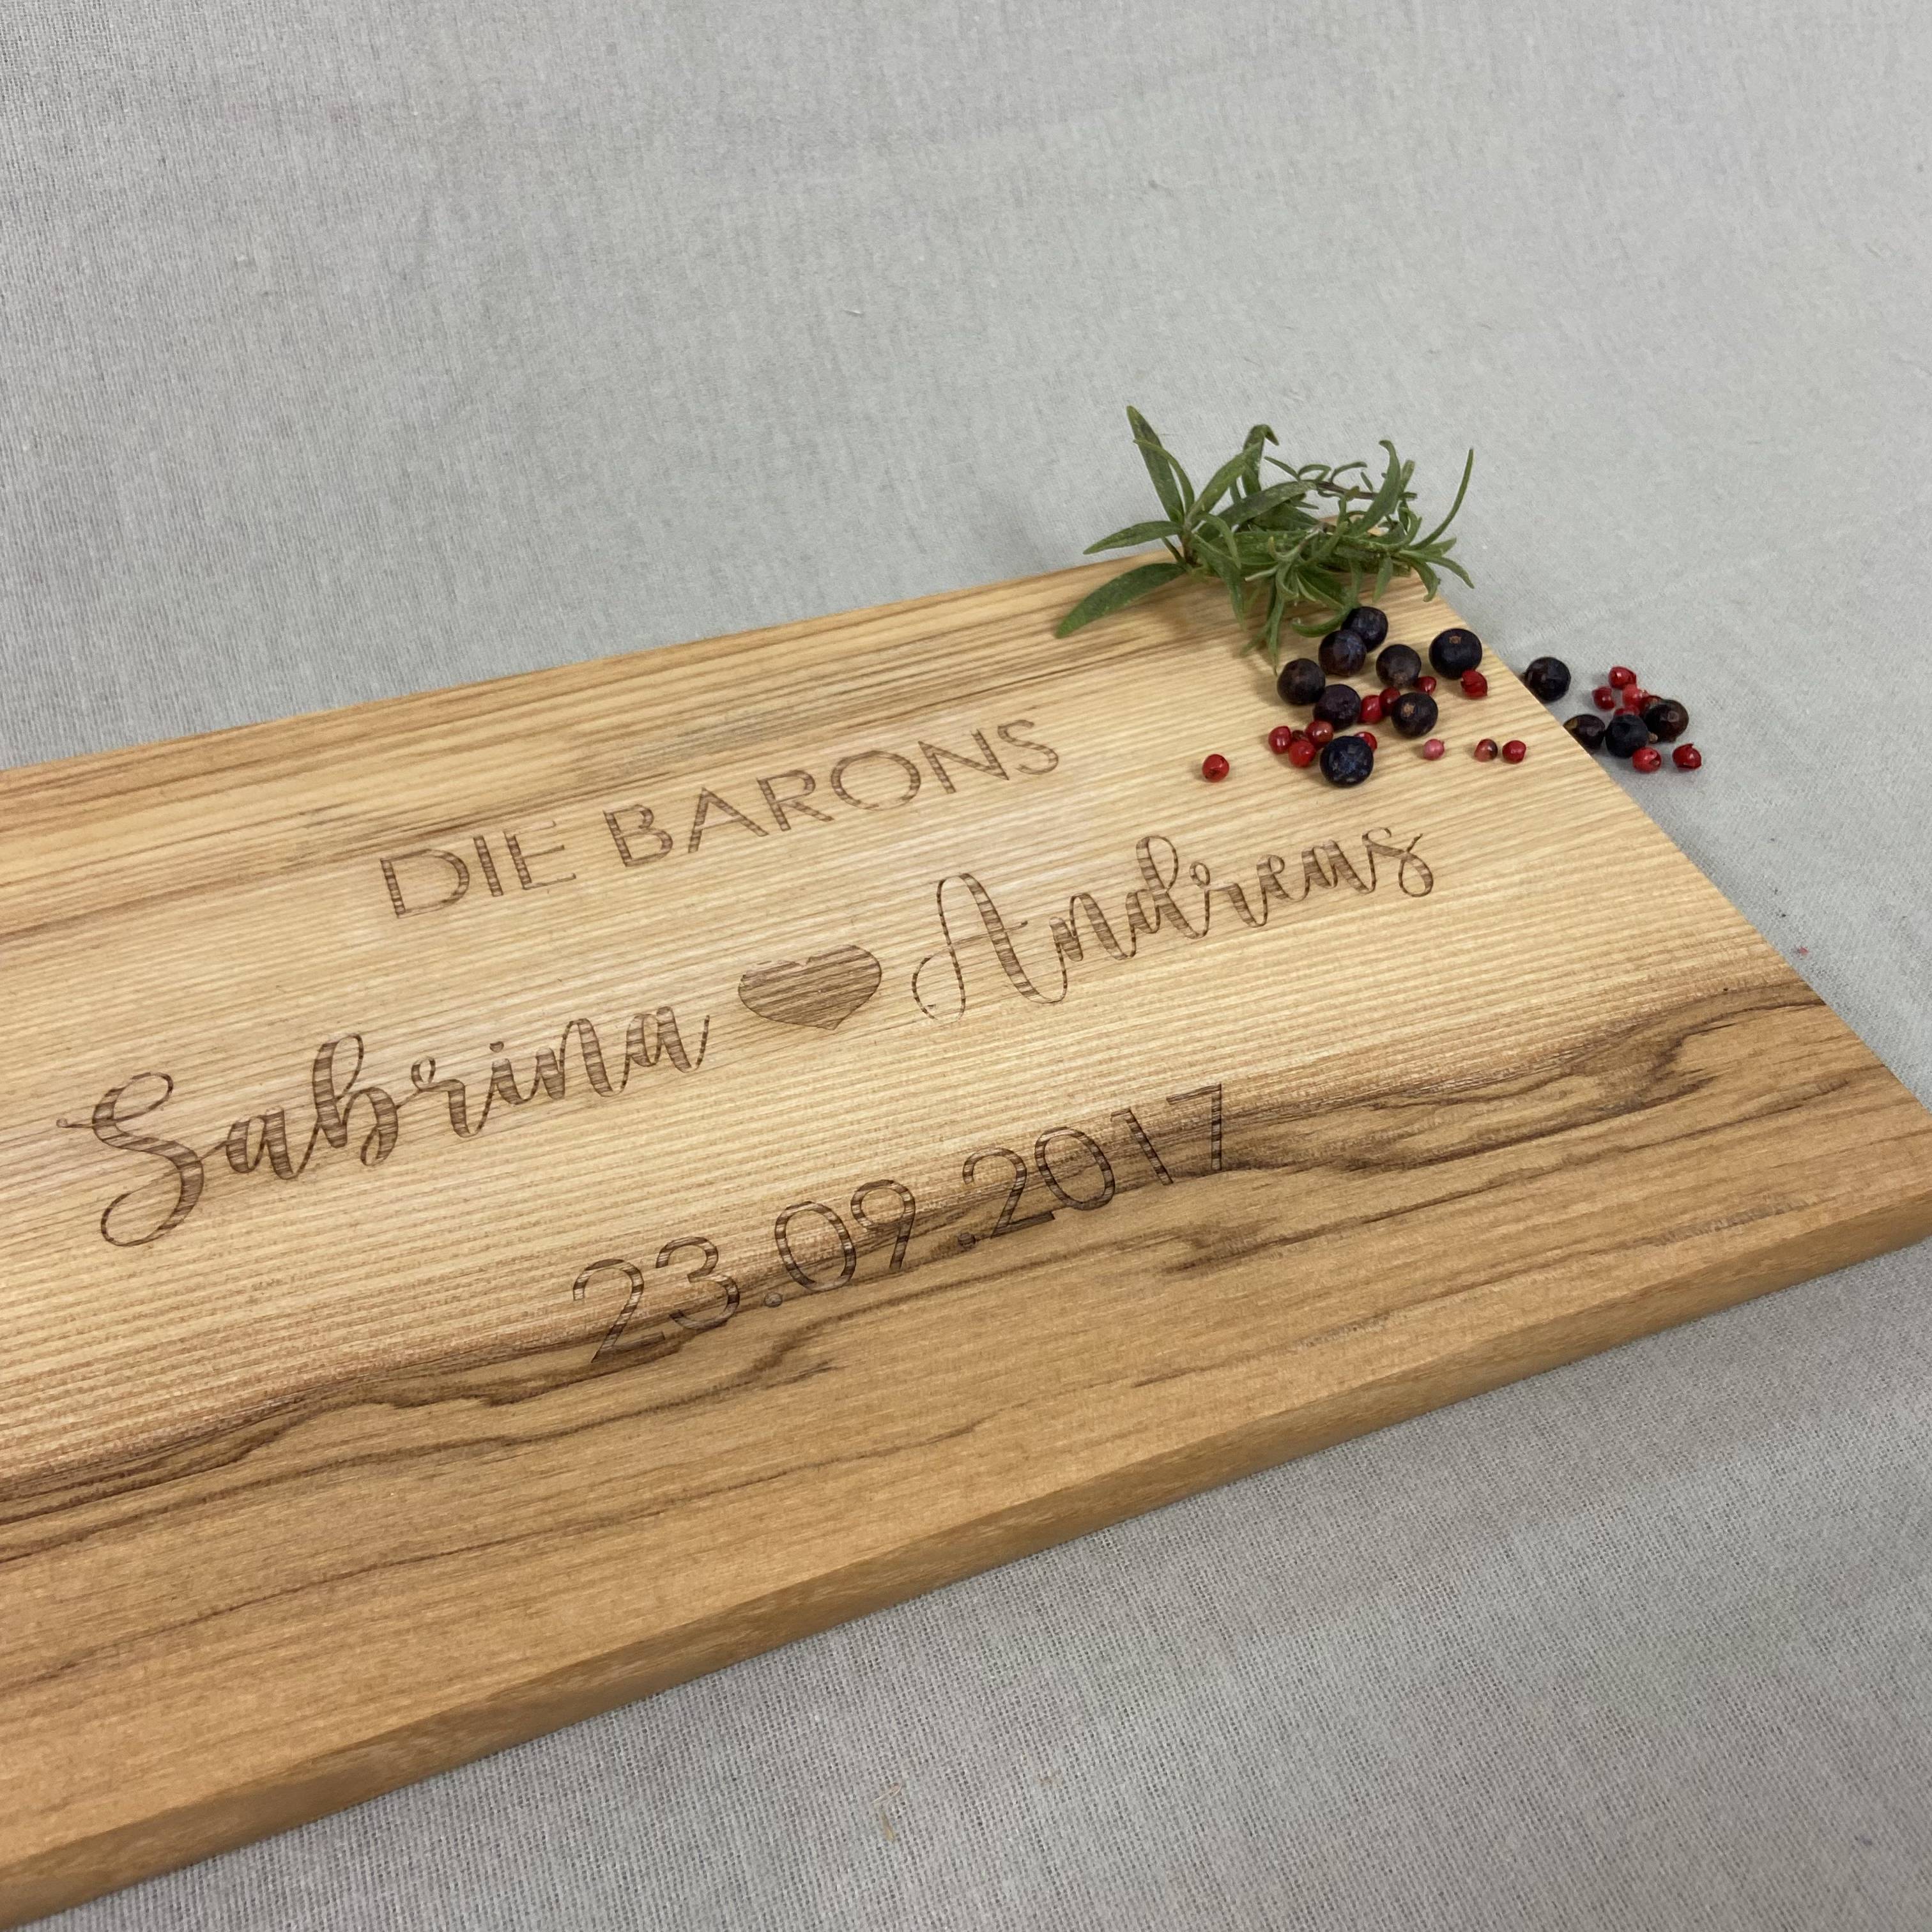 DIE BARONS
Sabrina ♥ Andreas
23.09.2017